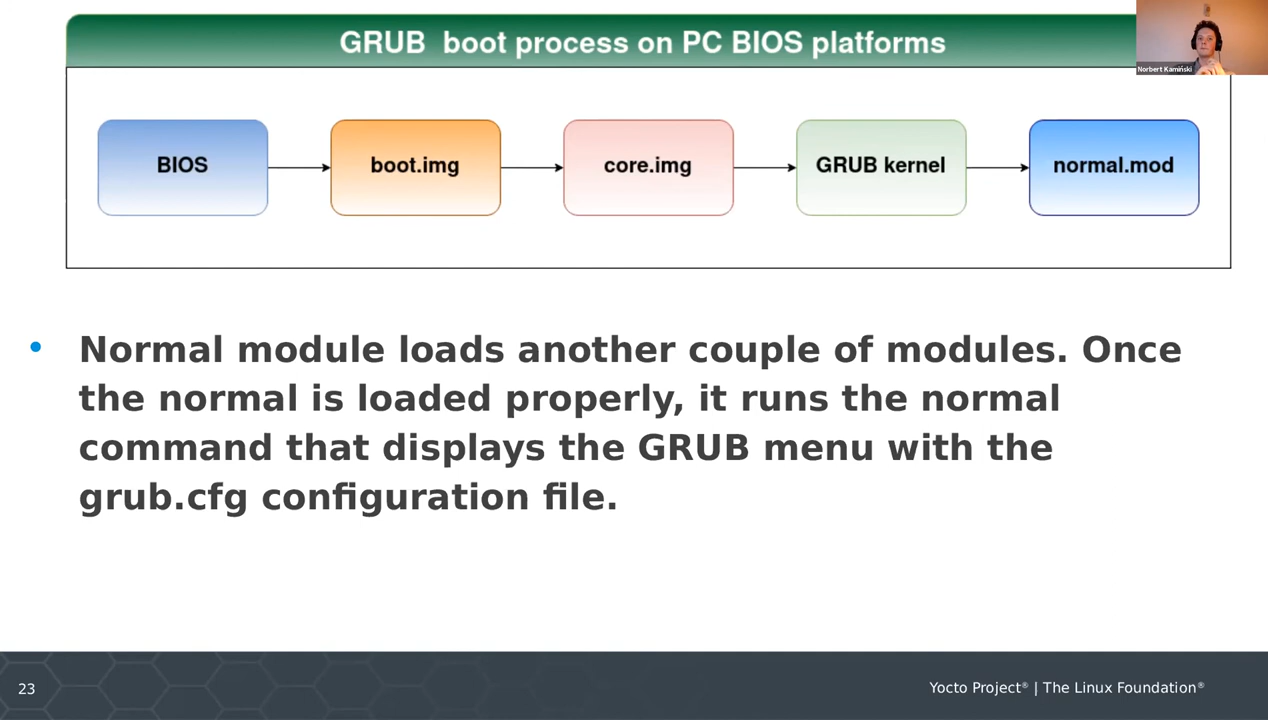 GRUB  boot process on PC BIOS platforms
Norbert Kamiński
BIOS
boot.img
core.img
GRUB kernel
normal.mod
• Normal module loads another couple of modules. Once
the normal is loaded properly, it runs the normal
command that displays the GRUB menu with the
grub.cfg configuration file.
23
Yocto Project® | The Linux Foundation®